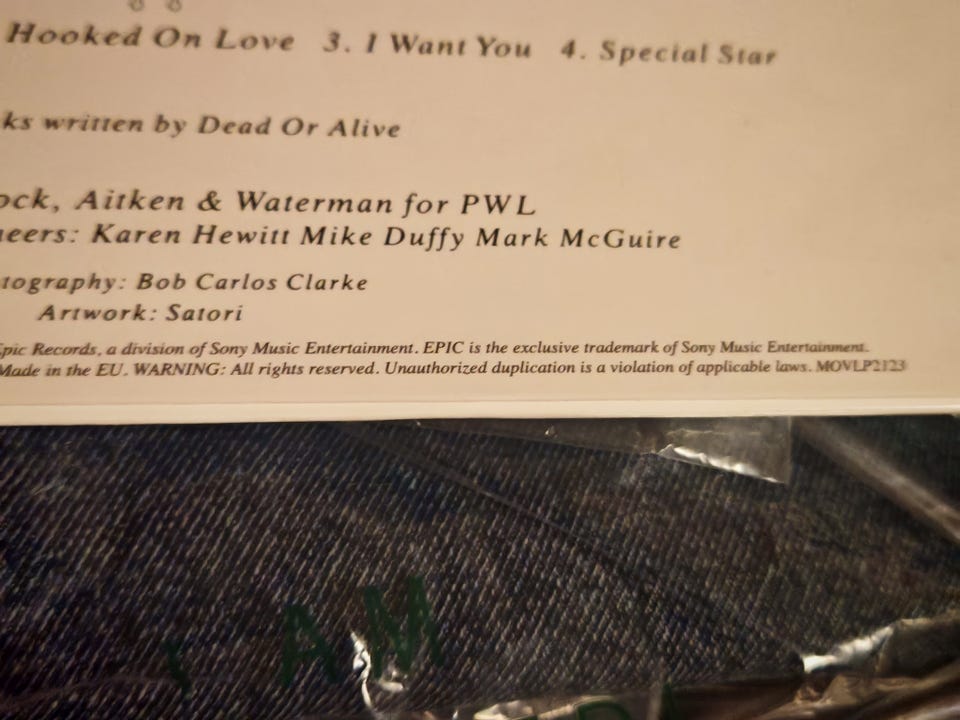 Hooked On Love 3. I Want You 4. Special Star
ks written by Dead Or Alive
ock, Aitken & Waterman for PWL
neers: Karen Hewitt Mike Duffy Mark McGuire
tography: Bob Carlos Clarke
Artwork: Satori
Epic Records, a division of Sony Music Entertainment. EPIC is the exclusive trademark of Sony Music Entertainment.
Made in the EU. WARNING: All rights reserved. Unauthorized duplication is a violation of applicable laws. MOVLP2123
I AM